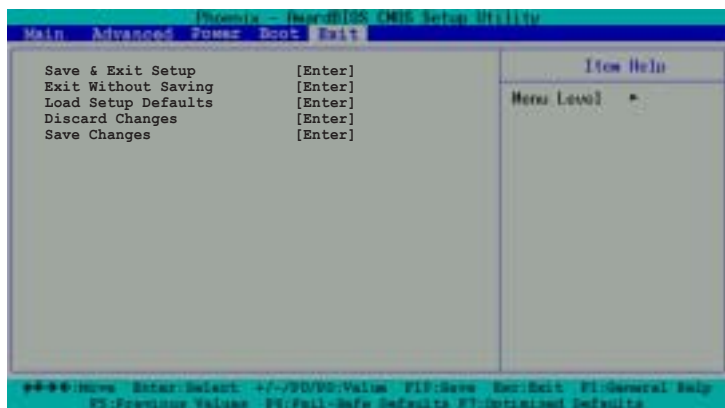 Phoenix - AwardBIOS CMOS Setup Utility
Main Advanced Power Boot Exit
Save & Exit Setup [Enter]
Exit Without Saving [Enter]
Load Setup Defaults [Enter]
Discard Changes [Enter]
Save Changes [Enter]
Item Help
Menu Level ►
:Move Enter:Select +/-/PU/PD:Value F10:Save Esc:Exit F1:General Help
F5:Previous Values F6:Fail-Safe Defaults F7:Optimized Defaults